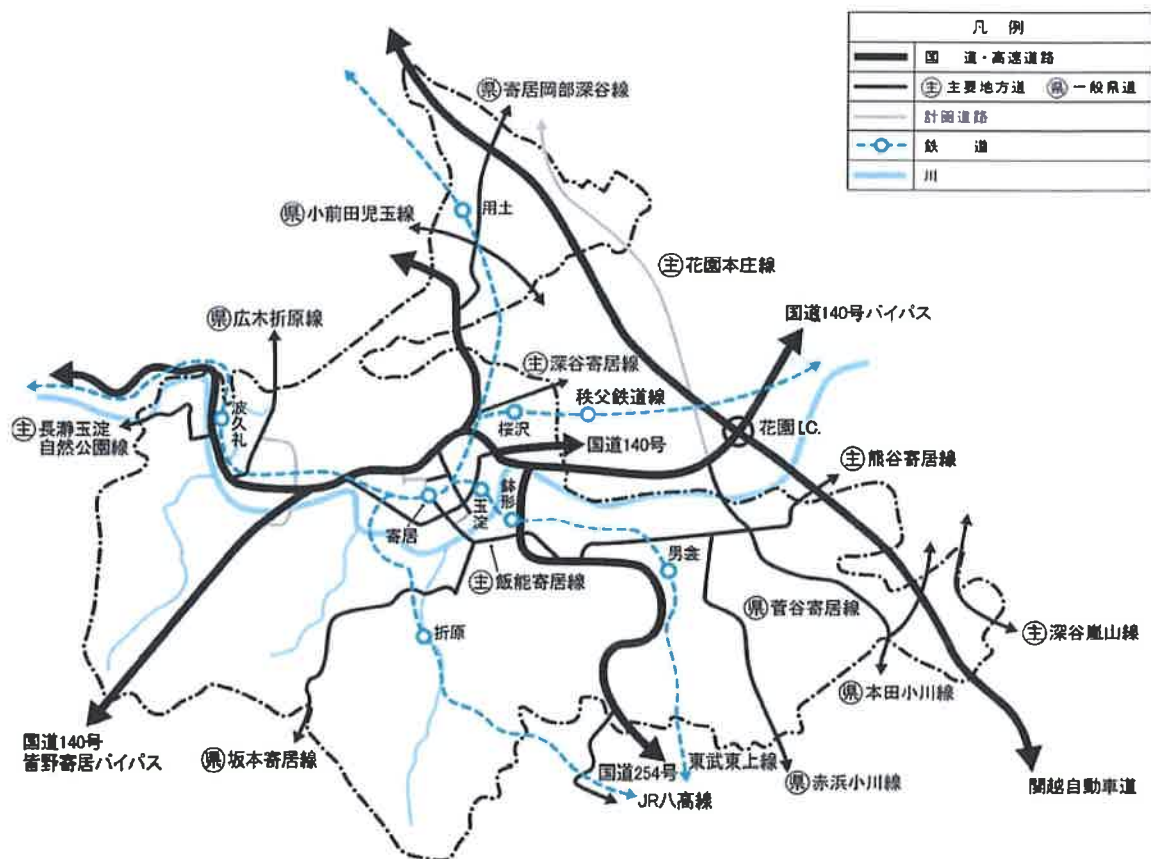 凡 例
国 道・高速道路
主 主要地方道 県 一般県道
計画道路
鉄 道
川
県 寄居岡部深谷線
用土
県 小前田児玉線
主 花園本庄線
国道140号バイパス
県 広木折原線
主 深谷寄居線
秩父鉄道線
波久礼
桜沢
花園I.C.
主 長瀞玉淀
自然公園線
国道140号
主 熊谷寄居線
鉢形
玉淀
寄居
男衾
主 飯能寄居線
県 菅谷寄居線
折原
主 深谷嵐山線
県 本田小川線
国道140号
皆野寄居バイパス
県 坂本寄居線
国道254号
東武東上線
県 赤浜小川線
関越自動車道
JR八高線